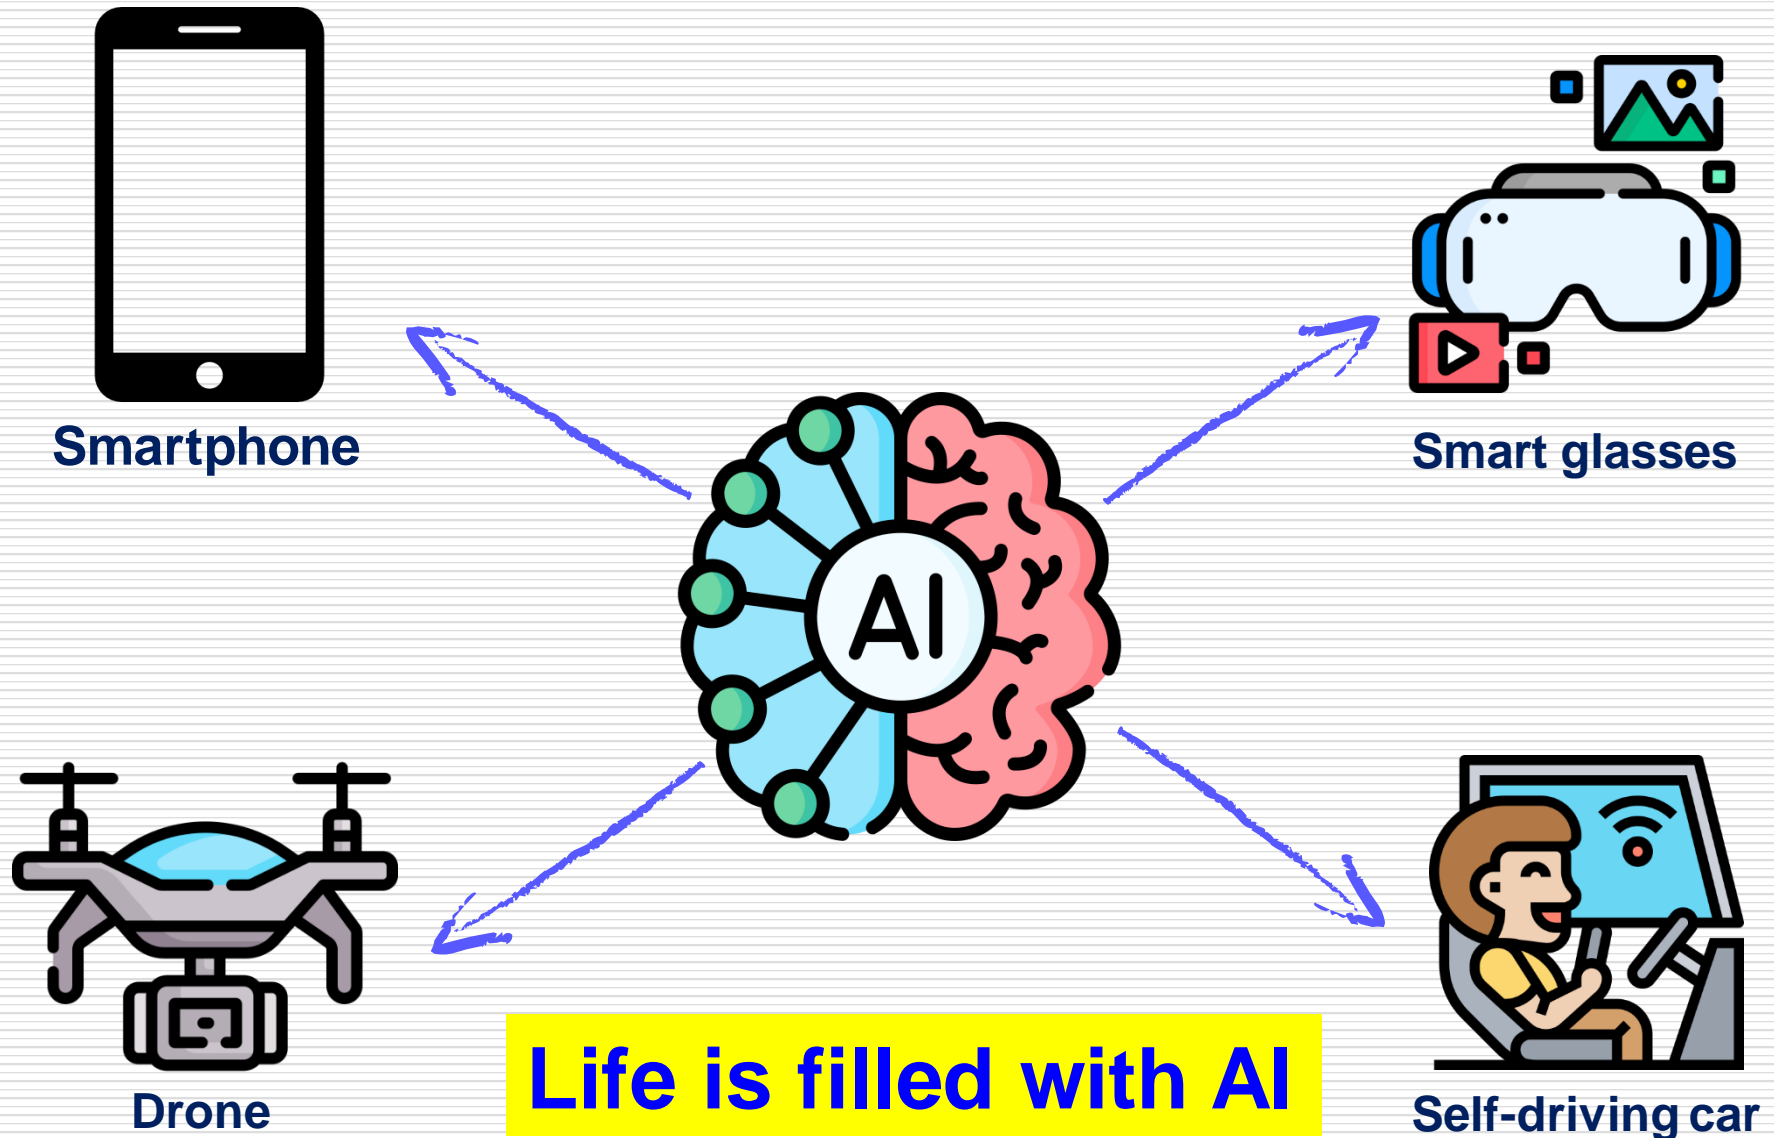 Smartphone
Smart glasses
AI
Drone
Life is filled with AI
Self-driving car